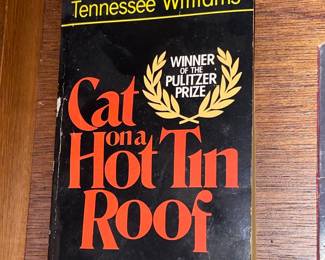 Tennessee Williams
WINNER
OF THE
PULITZER
PRIZE
Cat
on a
Hot Tin
Roof